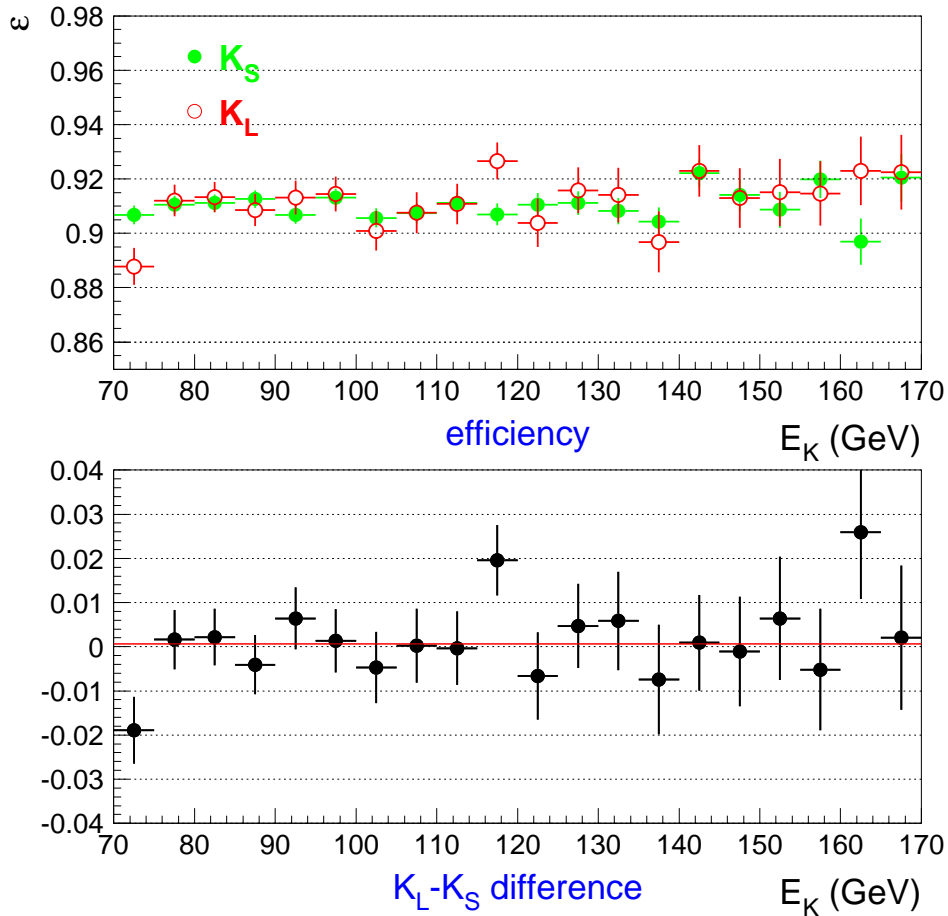 ε
0.98
0.96
0.94
0.92
0.9
0.88
0.86
K_S
K_L
70 80 90 100 110 120 130 140 150 160 170
efficiency
E_K (GeV)
0.04
0.03
0.02
0.01
0
-0.01
-0.02
-0.03
-0.04
70 80 90 100 110 120 130 140 150 160 170
K_L-K_S difference
E_K (GeV)